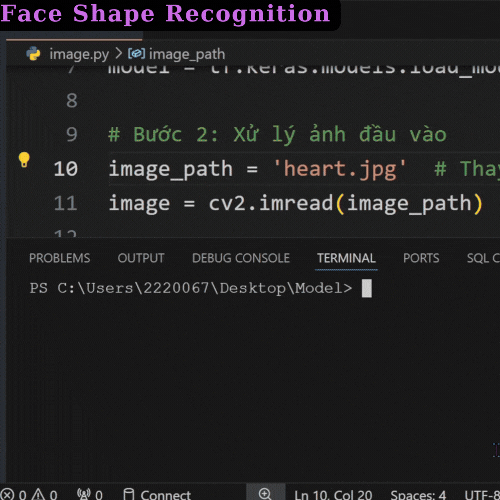 Face Shape Recognition
image.py > image_path
7 model = tf.keras.models.load_mo
8
9 # Bước 2: Xử lý ảnh đầu vào
10 image_path = 'heart.jpg' # Thay
11 image = cv2.imread(image_path)
12
PROBLEMS OUTPUT DEBUG CONSOLE TERMINAL PORTS SQL C
PS C:\Users\2220067\Desktop\Model>
0 0 0 Connect Ln 10, Col 20 Spaces: 4 UTF-8